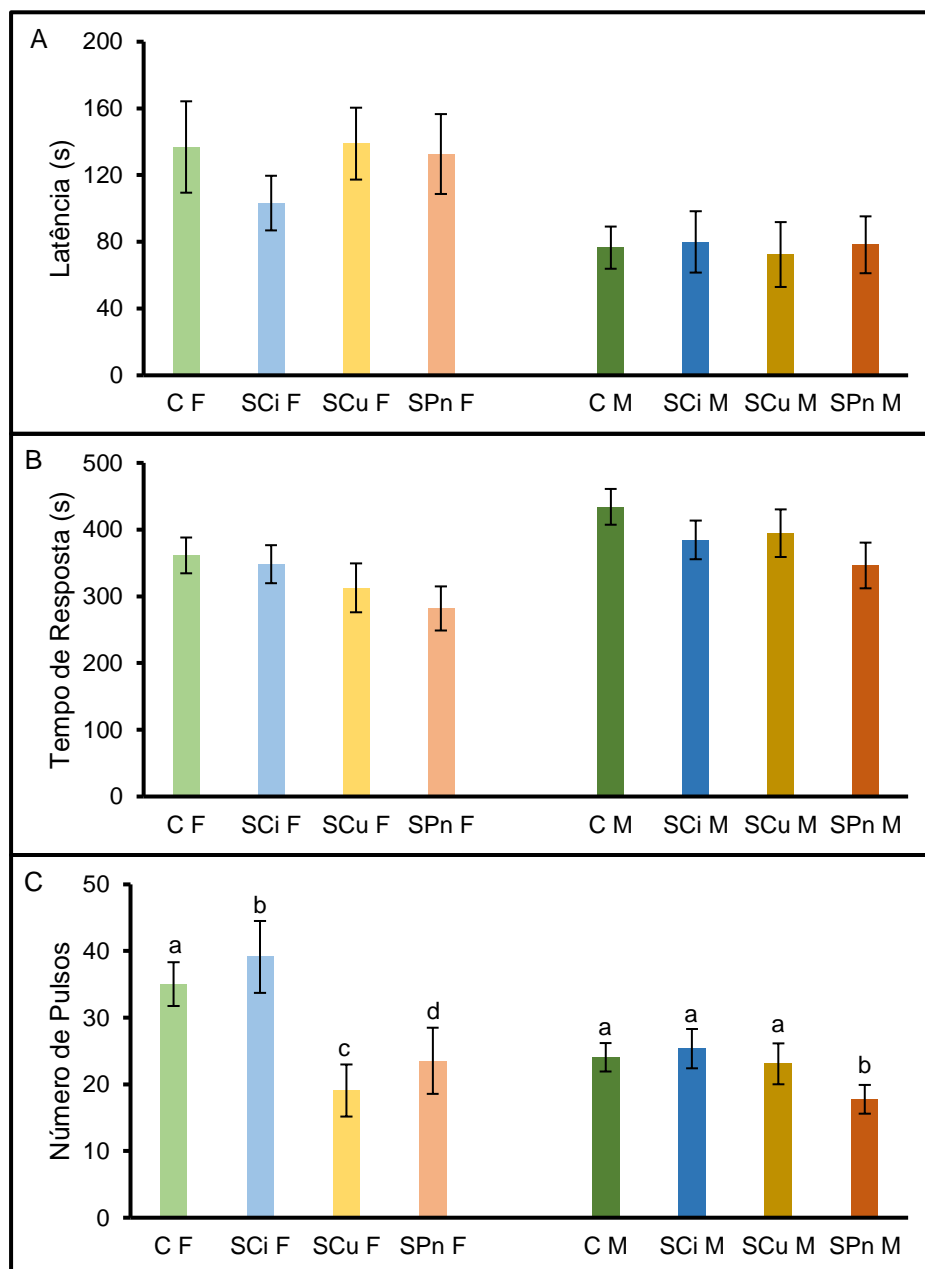 A
Latência (s)
200
160
120
80
40
0
C F SCi F SCu F SPn F C M SCi M SCu M SPn M
B
Tempo de Resposta (s)
500
400
300
200
100
0
C F SCi F SCu F SPn F C M SCi M SCu M SPn M
C
Número de Pulsos
50
40
30
20
10
0
a b c d a a a b
C F SCi F SCu F SPn F C M SCi M SCu M SPn M